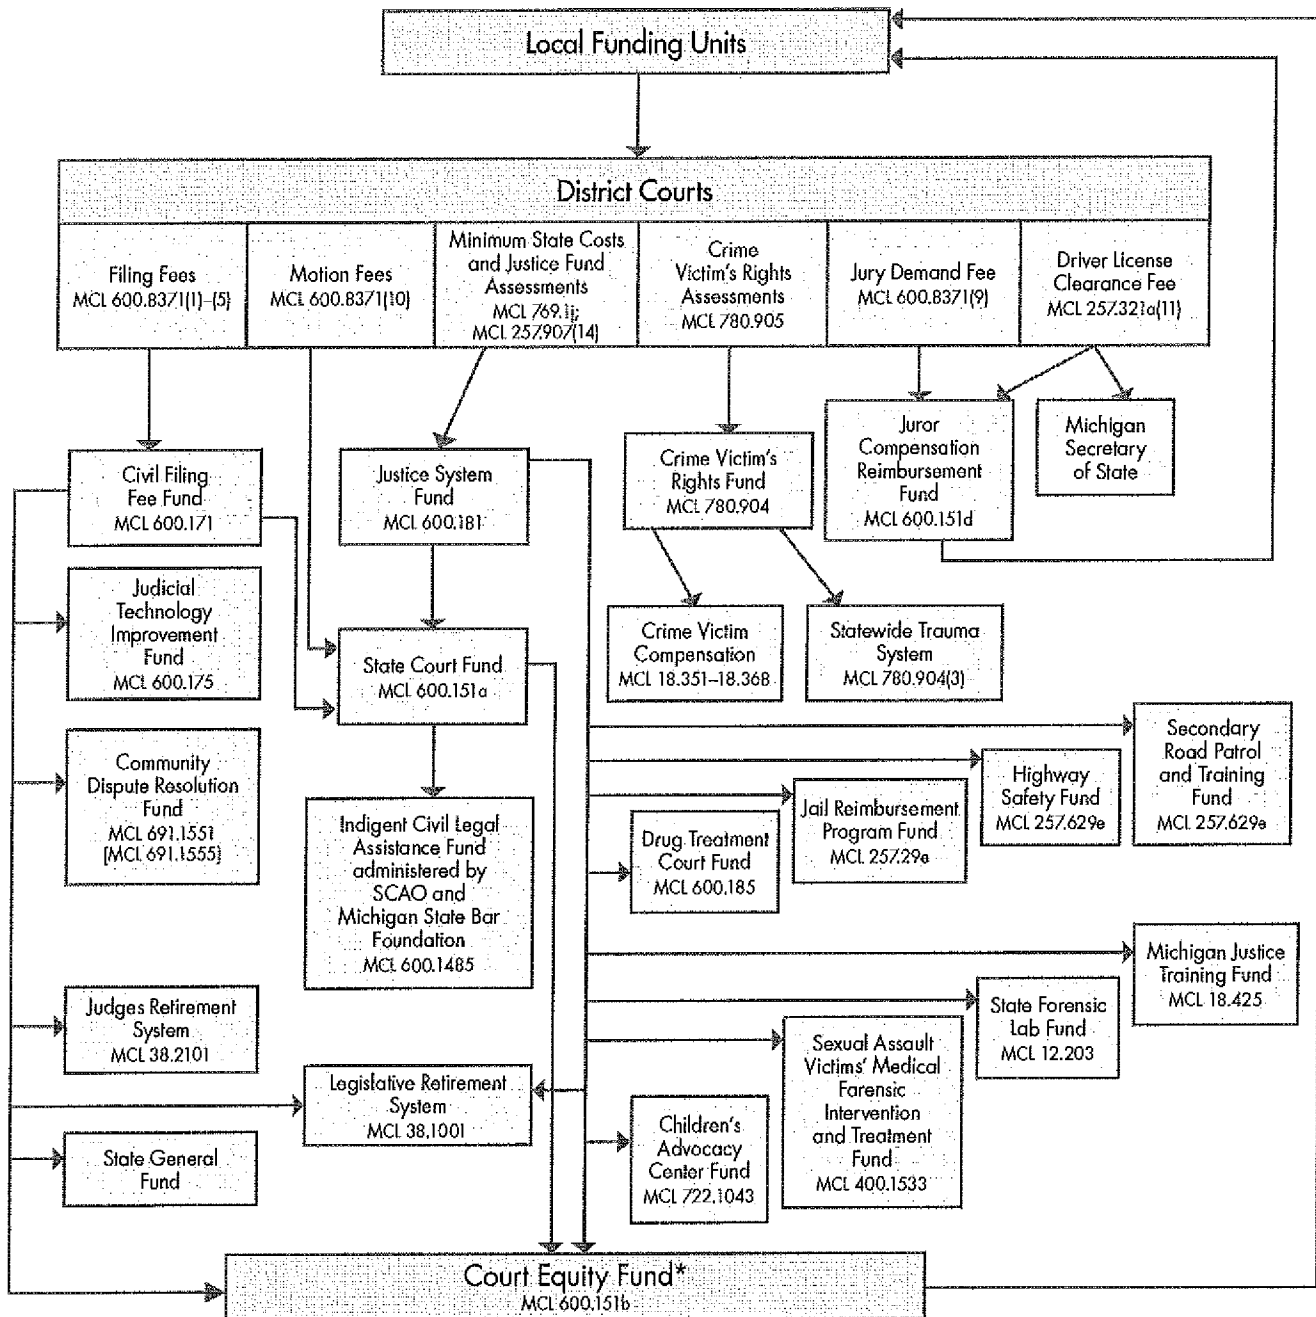 Local Funding Units
District Courts
Filing Fees
MCL 600.8371(1)–(5)
Motion Fees
MCL 600.8371(10)
Minimum State Costs
and Justice Fund
Assessments
MCL 769.1j;
MCL 257.907(14)
Crime
Victim's Rights
Assessments
MCL 780.905
Jury Demand Fee
MCL 600.8371(9)
Driver License
Clearance Fee
MCL 257.321a(11)
Civil Filing
Fee Fund
MCL 600.171
Justice System
Fund
MCL 600.181
Crime Victim's
Rights Fund
MCL 780.904
Juror
Compensation
Reimbursement
Fund
MCL 600.151d
Michigan
Secretary
of State
Judicial
Technology
Improvement
Fund
MCL 600.175
State Court Fund
MCL 600.151a
Crime Victim
Compensation
MCL 18.351–18.368
Statewide Trauma
System
MCL 780.904(3)
Community
Dispute Resolution
Fund
MCL 691.1551
[MCL 691.1555]
Indigent Civil Legal
Assistance Fund
administered by
SCAO and
Michigan State Bar
Foundation
MCL 600.1485
Drug Treatment
Court Fund
MCL 600.185
Jail Reimbursement
Program Fund
MCL 257.29e
Highway
Safety Fund
MCL 257.629e
Secondary
Road Patrol
and Training
Fund
MCL 257.629e
Judges Retirement
System
MCL 38.2101
Legislative Retirement
System
MCL 38.1001
State General
Fund
Children's
Advocacy
Center Fund
MCL 722.1043
Sexual Assault
Victims' Medical
Forensic
Intervention
and Treatment
Fund
MCL 400.1533
State Forensic
Lab Fund
MCL 12.203
Michigan Justice
Training Fund
MCL 18.425
Court Equity Fund*
MCL 600.151b